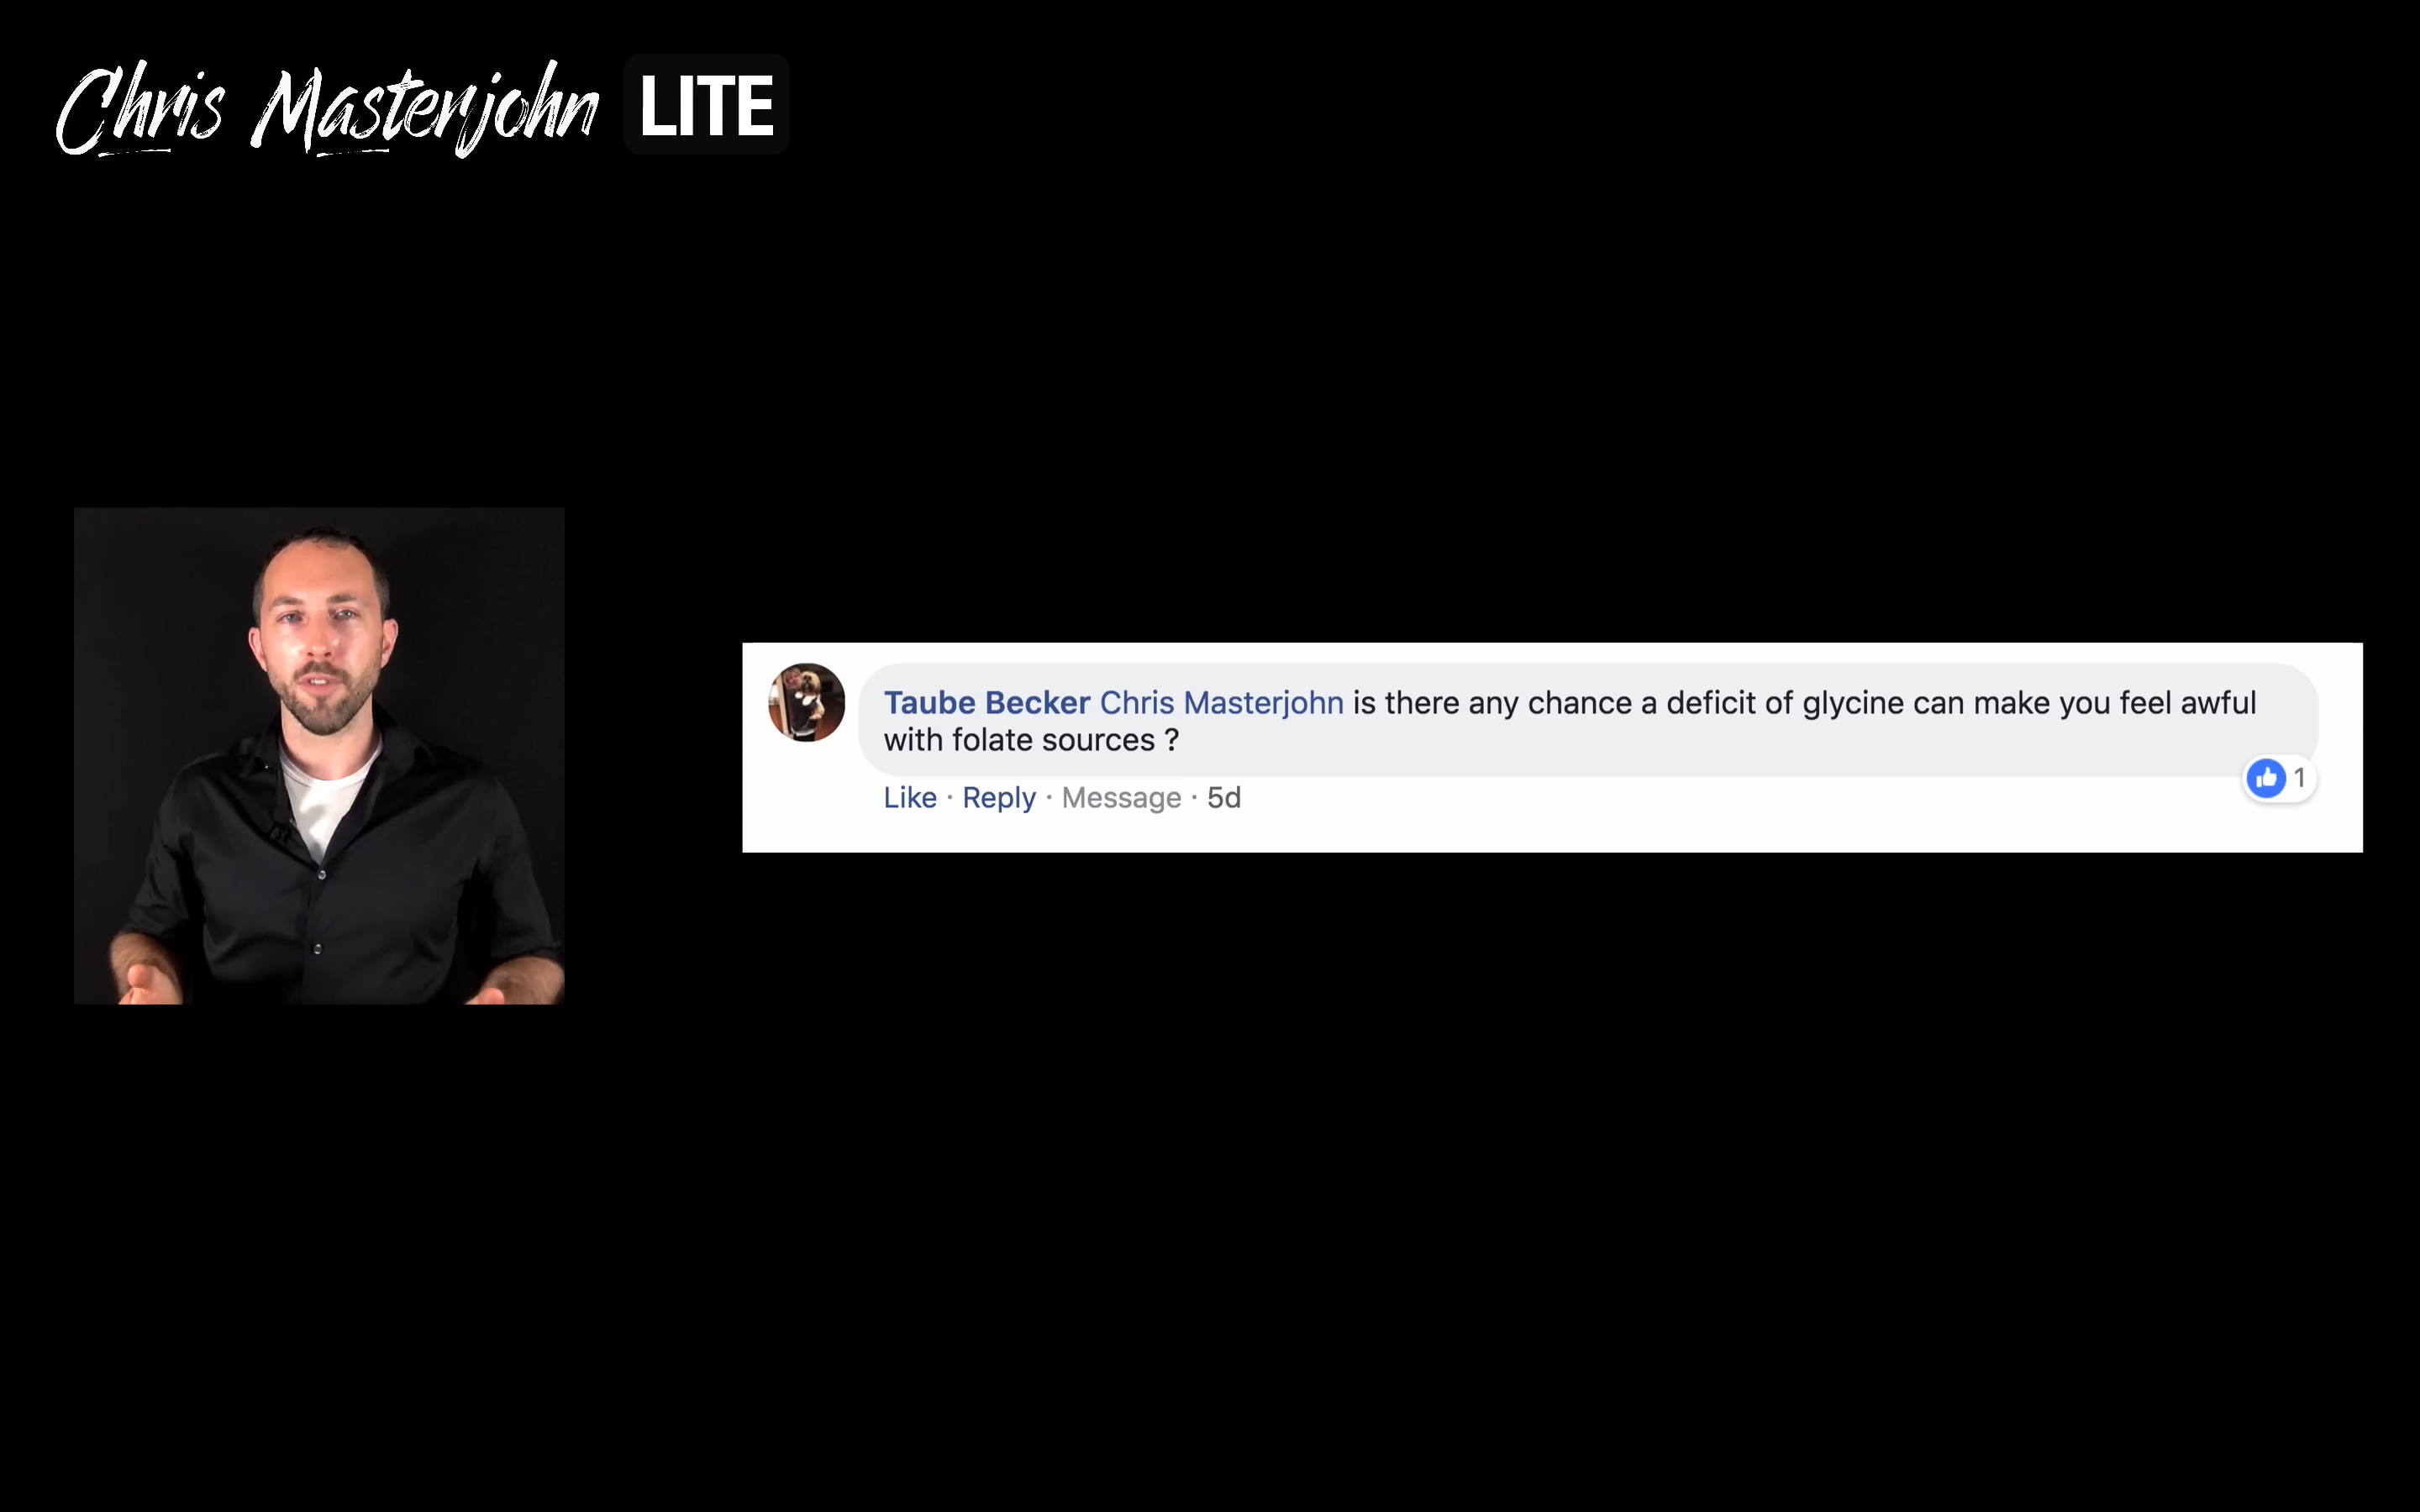 Chris Masterjohn LITE
Taube Becker Chris Masterjohn is there any chance a deficit of glycine can make you feel awful
with folate sources ?
Like · Reply · Message · 5d
1